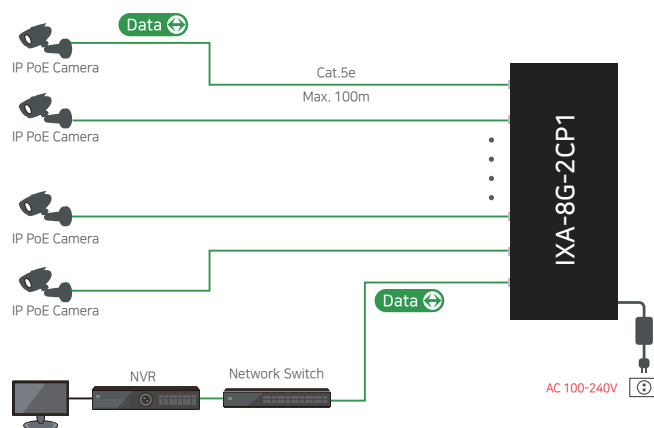 Data
IP PoE Camera
Cat.5e
Max. 100m
IP PoE Camera
IXA-8G-2CP1
IP PoE Camera
Data
IP PoE Camera
NVR
Network Switch
AC 100-240V